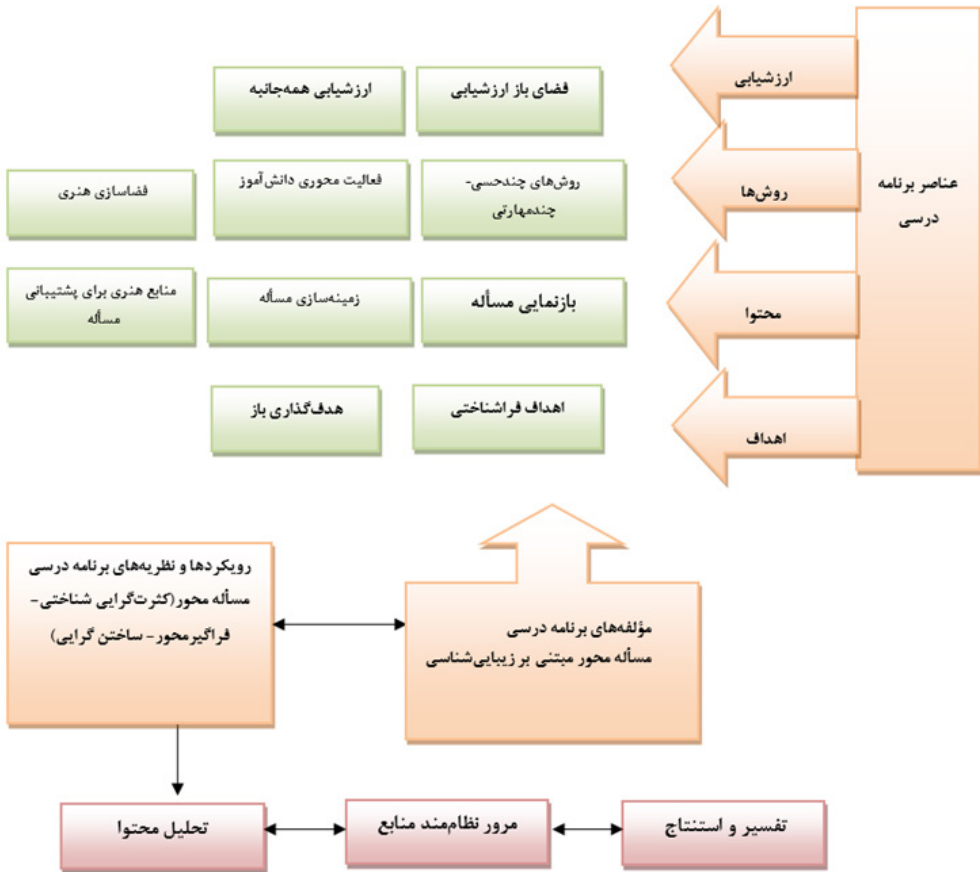 عناصر برنامه
درسی
ارزشیابی
فضای باز ارزشیابی
ارزشیابی همه‌جانبه
روش‌ها
روش‌های چندحسی-
چندمهارتی
فعالیت محوری دانش‌آموز
فضاسازی هنری
محتوا
بازنمایی مسأله
زمینه‌سازی مسأله
منابع هنری برای پشتیبانی
مسأله
اهداف
اهداف فراشناختی
هدف‌گذاری باز
مؤلفه‌های برنامه درسی
مسأله محور مبتنی بر زیبایی‌شناسی
رویکردها و نظریه‌های برنامه درسی
مسأله محور(کثرت‌گرایی شناختی-
فراگیرمحور- ساختن گرایی)
تفسیر و استنتاج
مرور نظام‌مند منابع
تحلیل محتوا